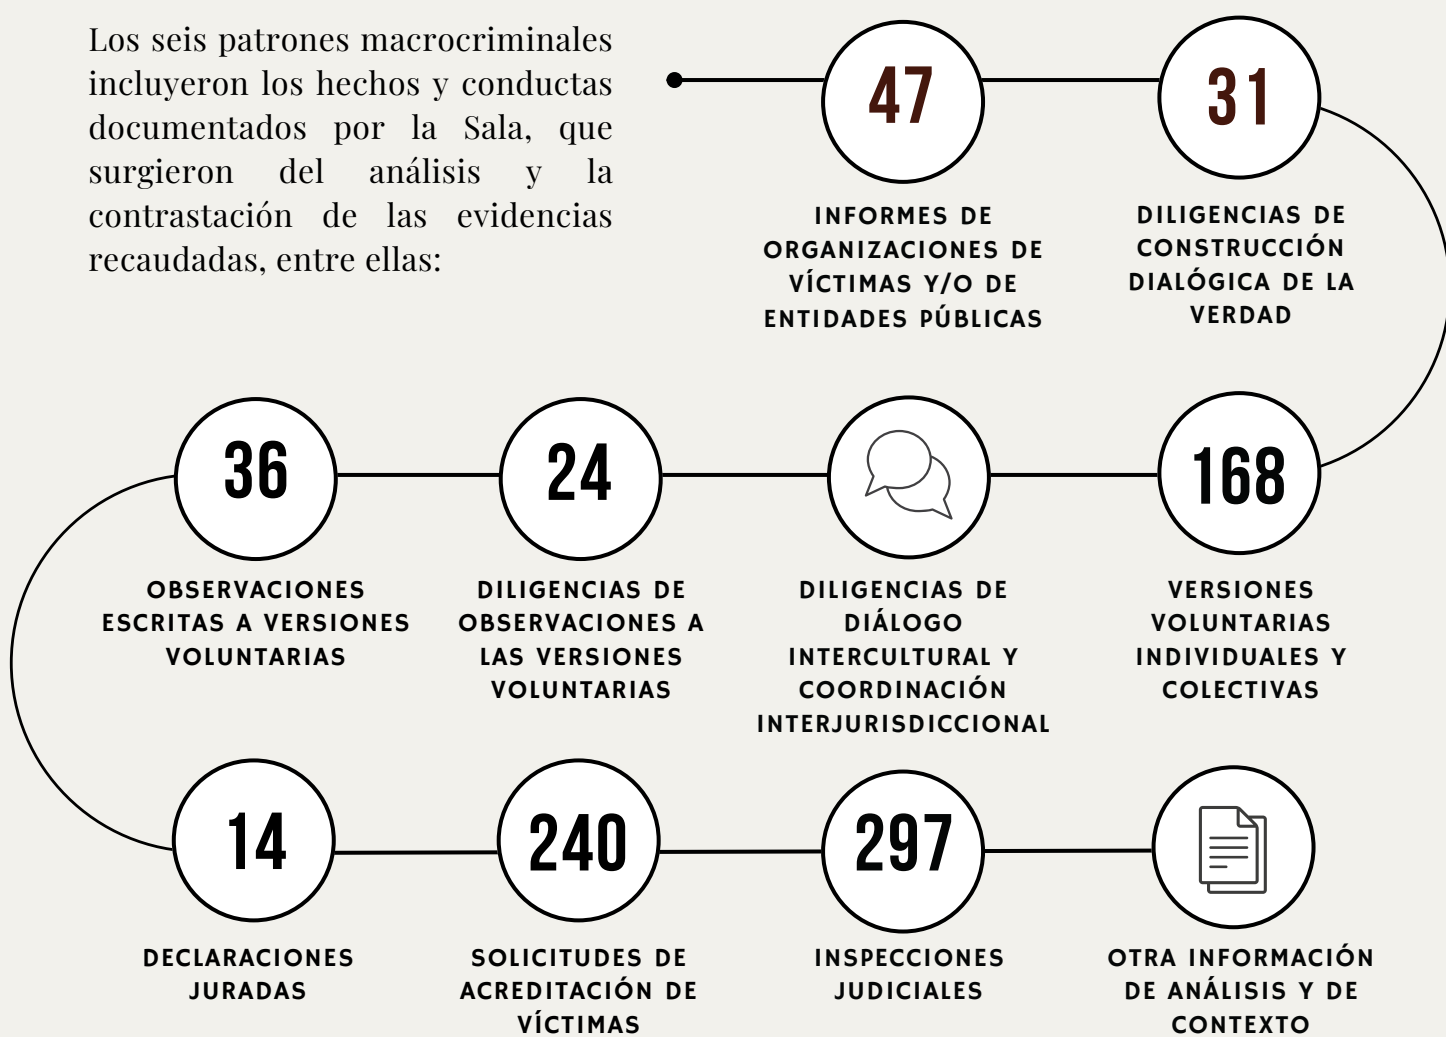 Los seis patrones macrocriminales
incluyeron los hechos y conductas
documentados por la Sala, que
surgieron del análisis y la
contrastación de las evidencias
recaudadas, entre ellas:
47
INFORMES DE
ORGANIZACIONES DE
VÍCTIMAS Y/O DE
ENTIDADES PÚBLICAS
31
DILIGENCIAS DE
CONSTRUCCIÓN
DIALÓGICA DE LA
VERDAD
168
VERSIONES
VOLUNTARIAS
INDIVIDUALES Y
COLECTIVAS
DILIGENCIAS DE
DIÁLOGO
INTERCULTURAL Y
COORDINACIÓN
INTERJURISDICCIONAL
24
DILIGENCIAS DE
OBSERVACIONES A
LAS VERSIONES
VOLUNTARIAS
36
OBSERVACIONES
ESCRITAS A VERSIONES
VOLUNTARIAS
14
DECLARACIONES
JURADAS
240
SOLICITUDES DE
ACREDITACIÓN DE
VÍCTIMAS
297
INSPECCIONES
JUDICIALES
OTRA INFORMACIÓN
DE ANÁLISIS Y DE
CONTEXTO